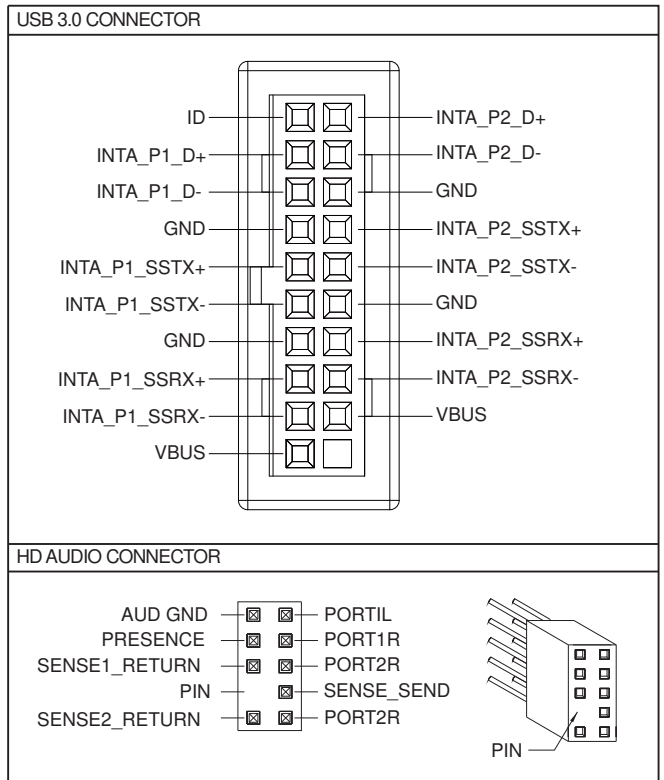 USB 3.0 CONNECTOR
ID
INTA_P2_D+
INTA_P1_D+
INTA_P2_D-
INTA_P1_D-
GND
GND
INTA_P2_SSTX+
INTA_P1_SSTX+
INTA_P2_SSTX-
INTA_P1_SSTX-
GND
GND
INTA_P2_SSRX+
INTA_P1_SSRX+
INTA_P2_SSRX-
INTA_P1_SSRX-
VBUS
VBUS
HD AUDIO CONNECTOR
AUD GND
PORTIL
PRESENCE
PORT1R
SENSE1_RETURN
PORT2R
PIN
SENSE_SEND
SENSE2_RETURN
PORT2R
PIN